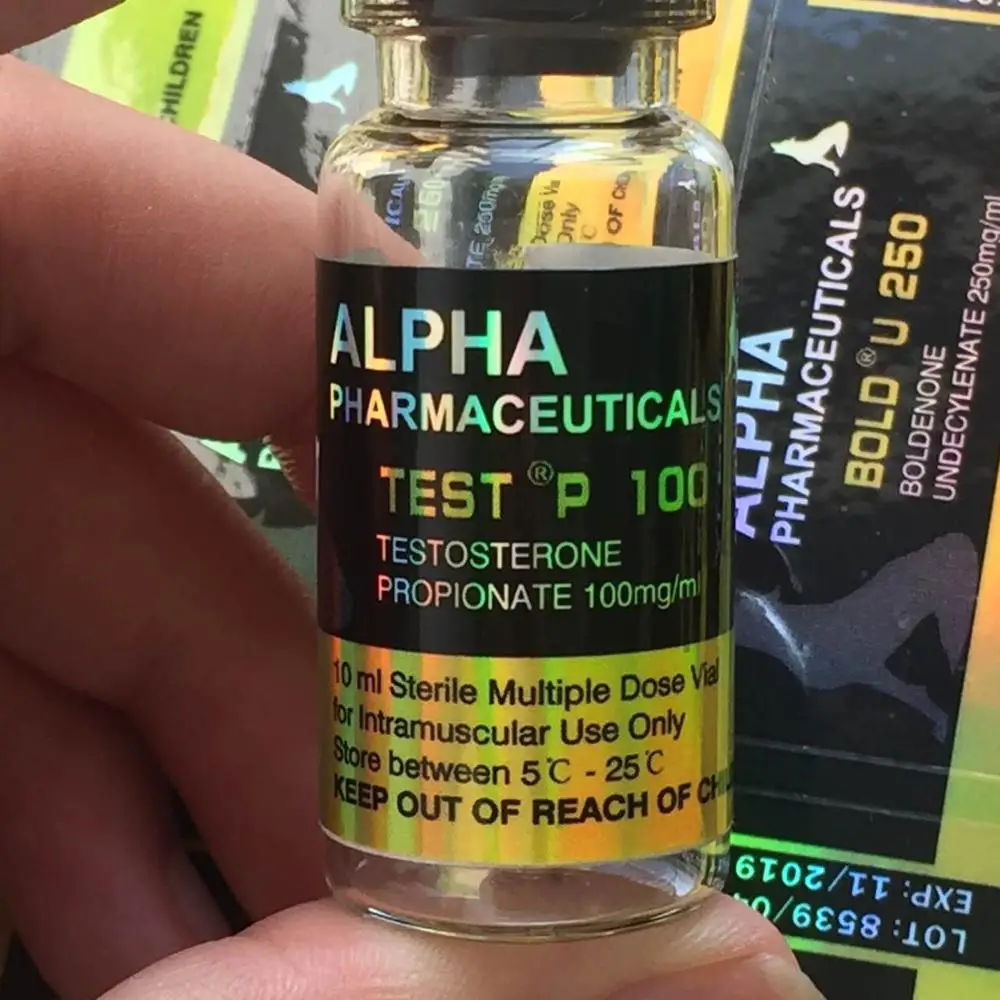 ALPHA
PHARMACEUTICALS
TEST ® P 100
TESTOSTERONE
PROPIONATE 100mg/ml
10 ml Sterile Multiple Dose Vial
for Intramuscular Use Only
Store between 5℃ - 25℃
KEEP OUT OF REACH OF
ALPHA
PHARMACEUTICALS
BOLD® U 250
BOLDENONE
UNDECYLENATE 250mg/ml
LOT: 8539/
EXP: 11/2019